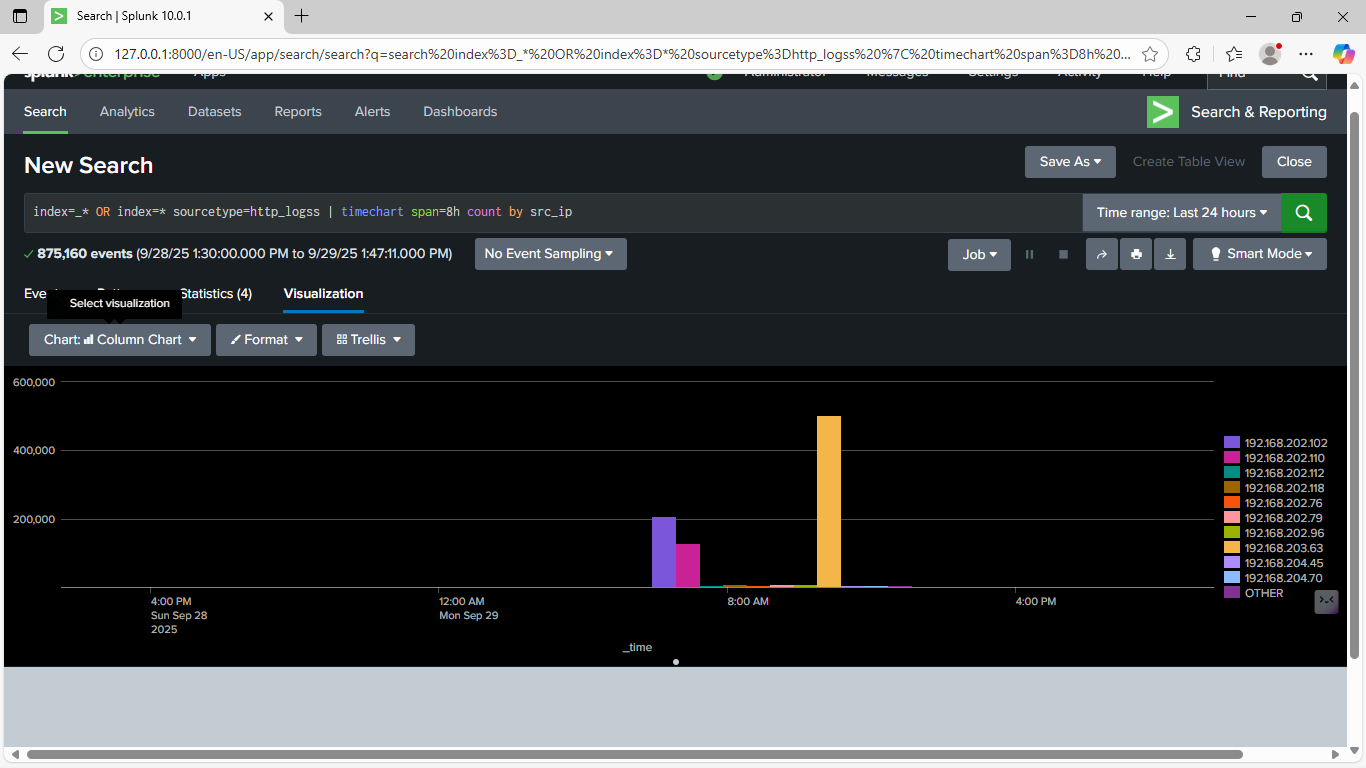 Search | Splunk 10.0.1
127.0.0.1:8000/en-US/app/search/search?q=search%20index%3D_*%20OR%20index%3D*%20sourcetype%3Dhttp_logss%20%7C%20timechart%20span%3D8h%20...
splunk>enterprise Apps Administrator Messages Settings Activity Help Find
Search Analytics Datasets Reports Alerts Dashboards Search & Reporting
New Search
Save As Create Table View Close
index=_* OR index=* sourcetype=http_logss | timechart span=8h count by src_ip
Time range: Last 24 hours
875,160 events (9/28/25 1:30:00.000 PM to 9/29/25 1:47:11.000 PM)
No Event Sampling
Job
Smart Mode
Statistics (4) Visualization
Select visualization
Chart: Column Chart Format Trellis
600,000
400,000
200,000
4:00 PM
Sun Sep 28
2025
12:00 AM
Mon Sep 29
8:00 AM
4:00 PM
_time
192.168.202.102
192.168.202.110
192.168.202.112
192.168.202.118
192.168.202.76
192.168.202.79
192.168.202.96
192.168.203.63
192.168.204.45
192.168.204.70
OTHER